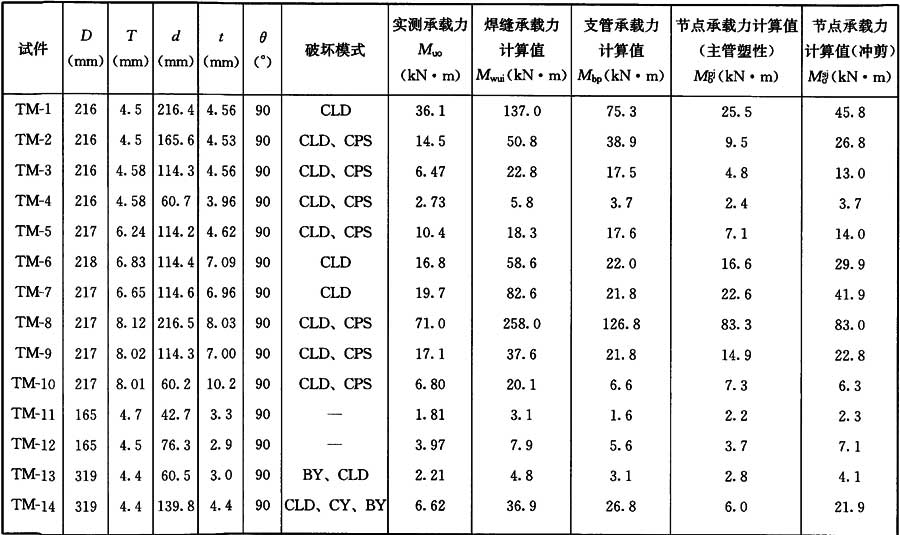 试件 D (mm) T (mm) d (mm) t (mm) θ (°) 破坏模式 实测承载力 Muo (kN·m) 焊缝承载力计算值 Mwui(kN·m) 支管承载力计算值 Mbp(kN·m) 节点承载力计算值(主管塑性) (kN·m) 节点承载力计算值(冲剪) (kN·m)
TM-1 216 4.5 216.4 4.56 90 CLD 36.1 137.0 75.3 25.5 45.8
TM-2 216 4.5 165.6 4.53 90 CLD、CPS 14.5 50.8 38.9 9.5 26.8
TM-3 216 4.58 114.3 4.56 90 CLD、CPS 6.47 22.8 17.5 4.8 13.0
TM-4 216 4.58 60.7 3.96 90 CLD、CPS 2.73 5.8 3.7 2.4 3.7
TM-5 217 6.24 114.2 4.62 90 CLD、CPS 10.4 18.3 17.6 7.1 14.0
TM-6 218 6.83 114.4 7.09 90 CLD 16.8 58.6 22.0 16.6 29.9
TM-7 217 6.65 114.6 6.96 90 CLD 19.7 82.6 21.8 22.6 41.9
TM-8 217 8.12 216.5 8.03 90 CLD、CPS 71.0 258.0 126.8 83.3 83.0
TM-9 217 8.02 114.3 7.00 90 CLD、CPS 17.1 37.6 21.8 14.9 22.8
TM-10 217 8.01 60.2 10.2 90 CLD、CPS 6.80 20.1 6.6 7.3 6.3
TM-11 165 4.7 42.7 3.3 90 — 1.81 3.1 1.6 2.2 2.3
TM-12 165 4.5 76.3 2.9 90 — 3.97 7.9 5.6 3.7 7.1
TM-13 319 4.4 60.5 3.0 90 BY、CLD 2.21 4.8 3.1 2.8 4.1
TM-14 319 4.4 139.8 4.4 90 CLD、CY、BY 6.62 36.9 26.8 6.0 21.9